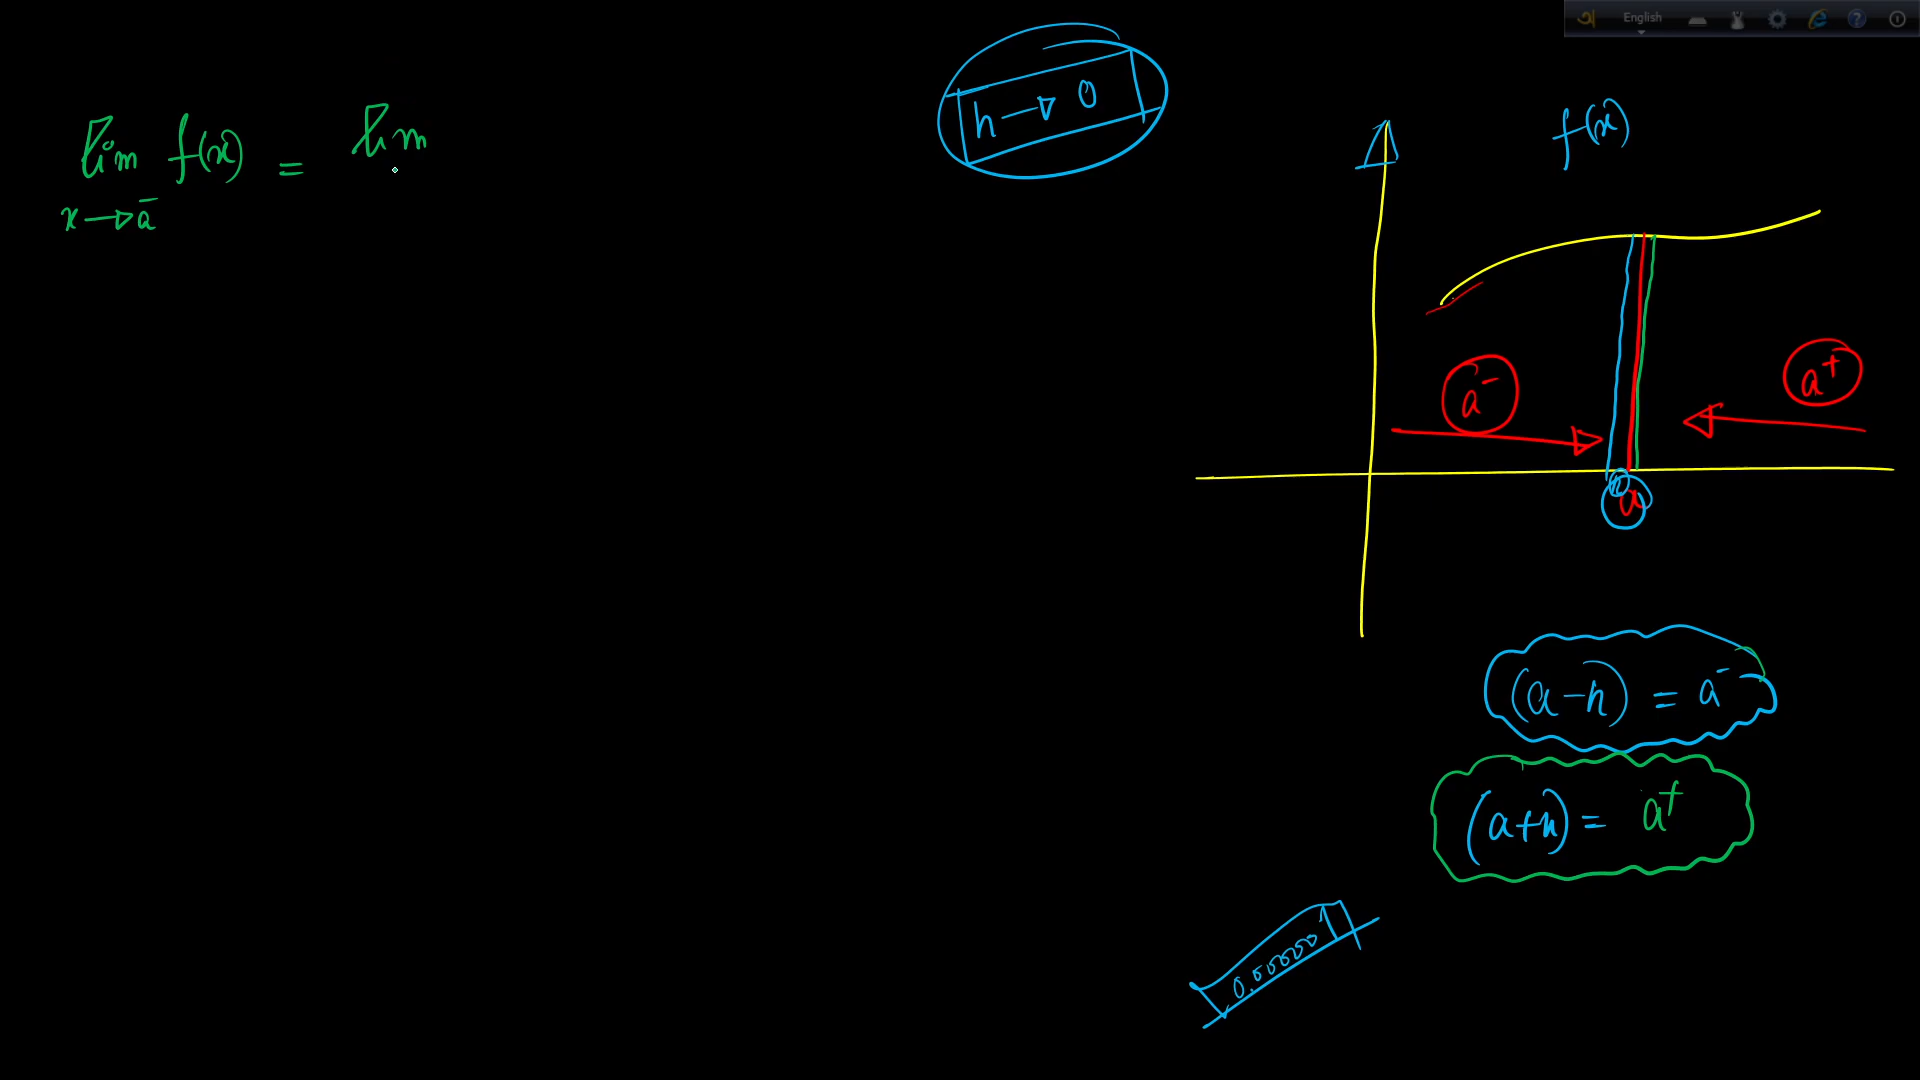 English
h → 0
lim f(x) = lim
x → a⁻
f(x)
a⁻
a⁺
h
a
(a-h) = a⁻
(a+h) = a⁺
0.000001